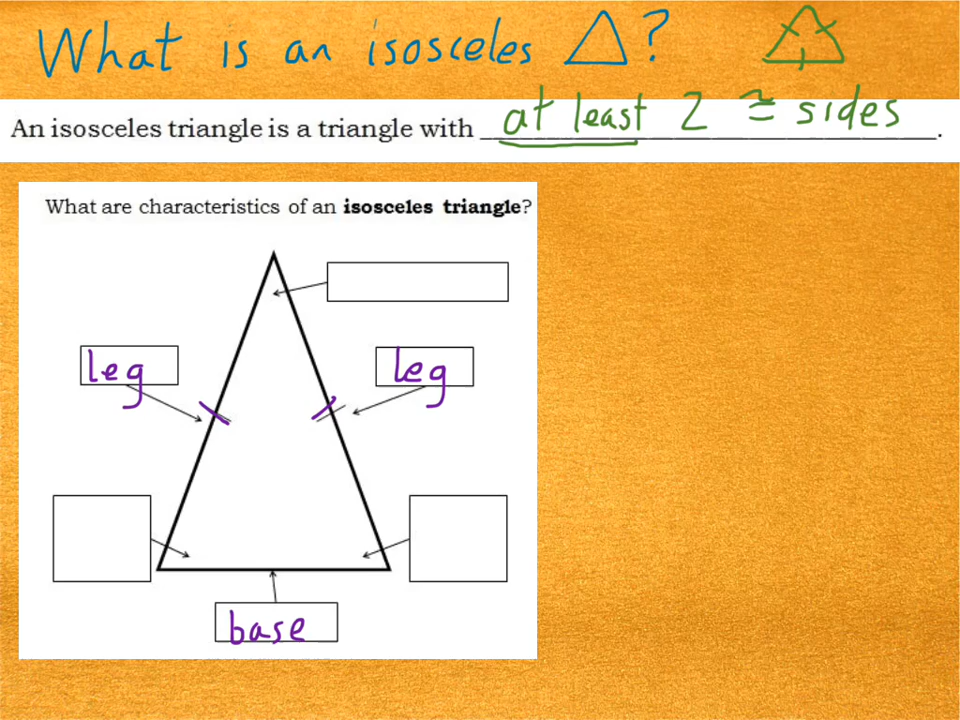 What is an isosceles △?
An isosceles triangle is a triangle with at least 2 ≅ sides.
What are characteristics of an isosceles triangle?
leg
leg
base